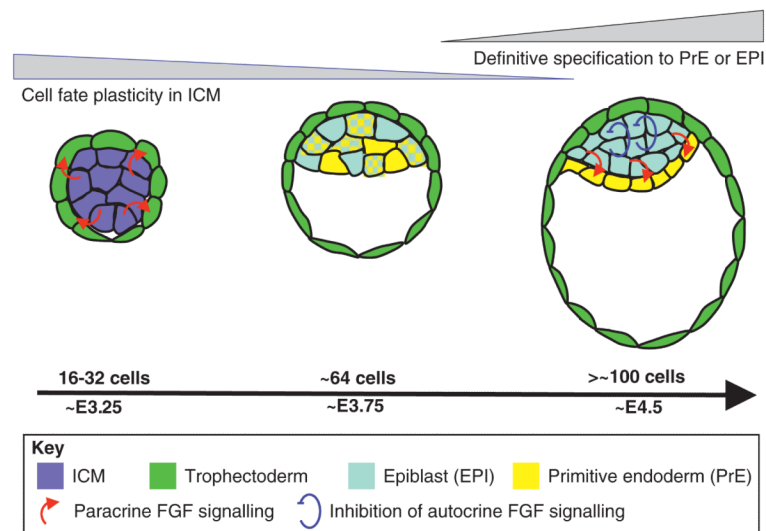 Definitive specification to PrE or EPI
Cell fate plasticity in ICM
16-32 cells
~64 cells
>~100 cells
~E3.25
~E3.75
~E4.5
Key
ICM
Trophectoderm
Epiblast (EPI)
Primitive endoderm (PrE)
Paracrine FGF signalling
Inhibition of autocrine FGF signalling